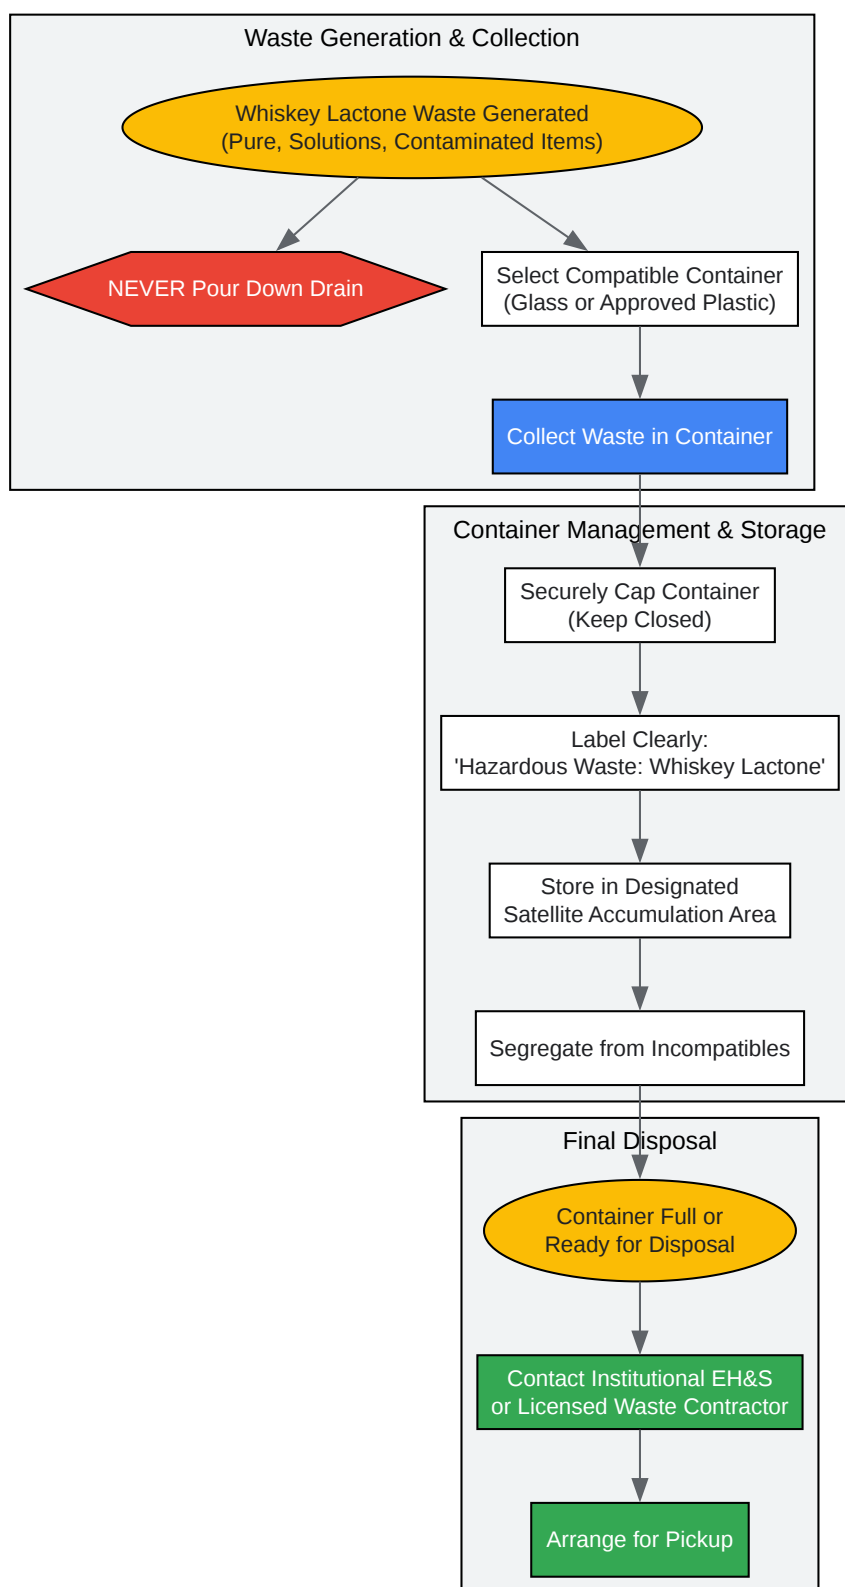 Waste Generation & Collection
Whiskey Lactone Waste Generated
(Pure, Solutions, Contaminated Items)
NEVER Pour Down Drain
Select Compatible Container
(Glass or Approved Plastic)
Collect Waste in Container
Container Management & Storage
Securely Cap Container
(Keep Closed)
Label Clearly:
'Hazardous Waste: Whiskey Lactone'
Store in Designated
Satellite Accumulation Area
Segregate from Incompatibles
Final Disposal
Container Full or
Ready for Disposal
Contact Institutional EH&S
or Licensed Waste Contractor
Arrange for Pickup